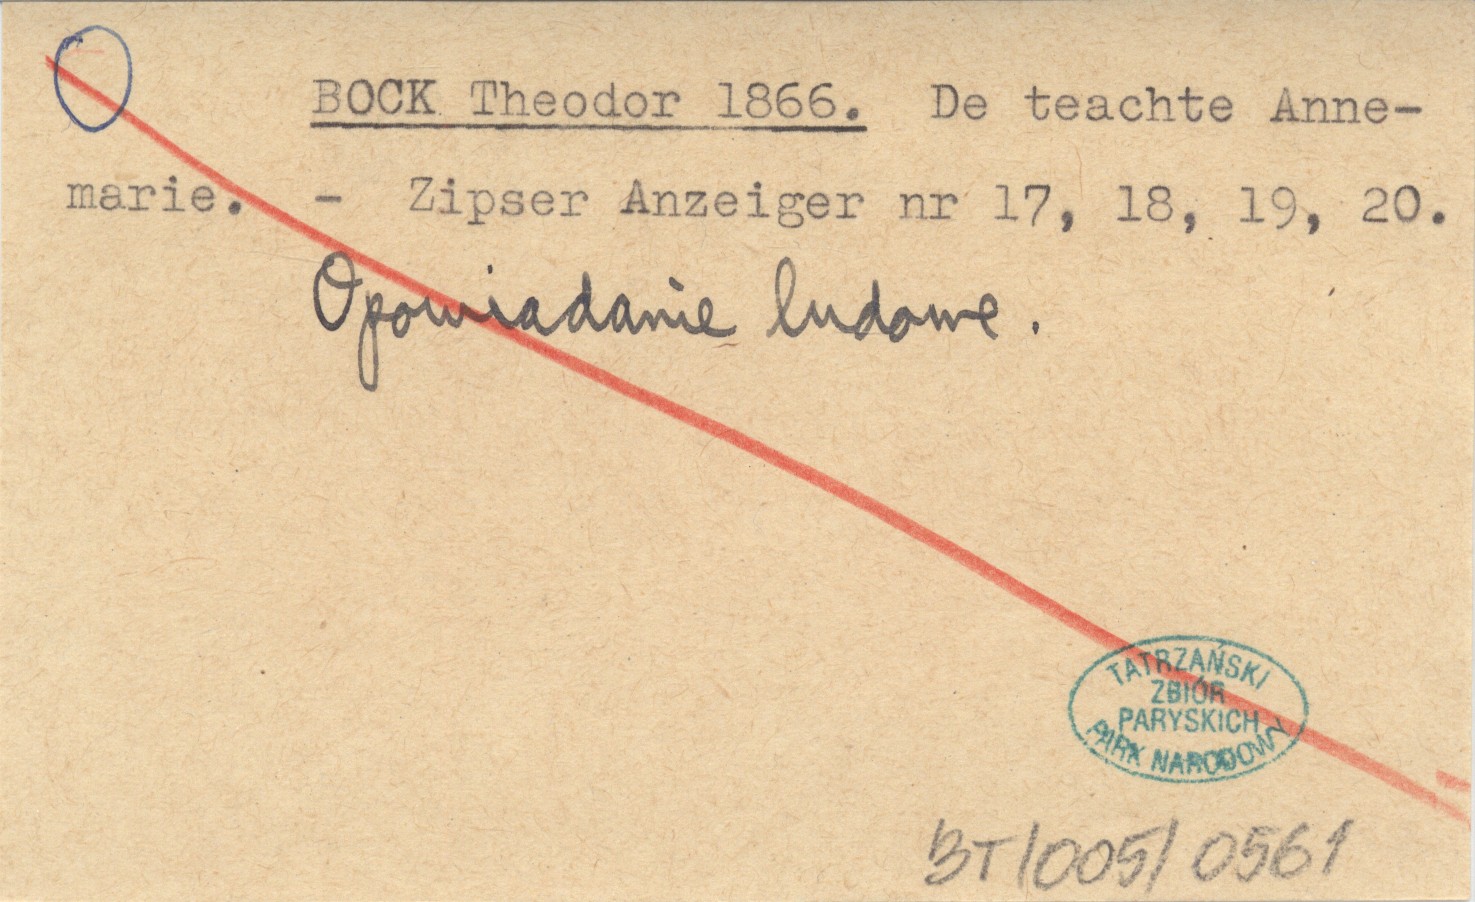 BOCK Theodor 1866. De teachte Anne-
marie. - Zipser Anzeiger nr 17, 18, 19, 20.
Opowiadanie ludowe.
TATRZAŃSKI
ZBIÓR
PARYSKICH
PARK NARODOWY
BT/005/0561